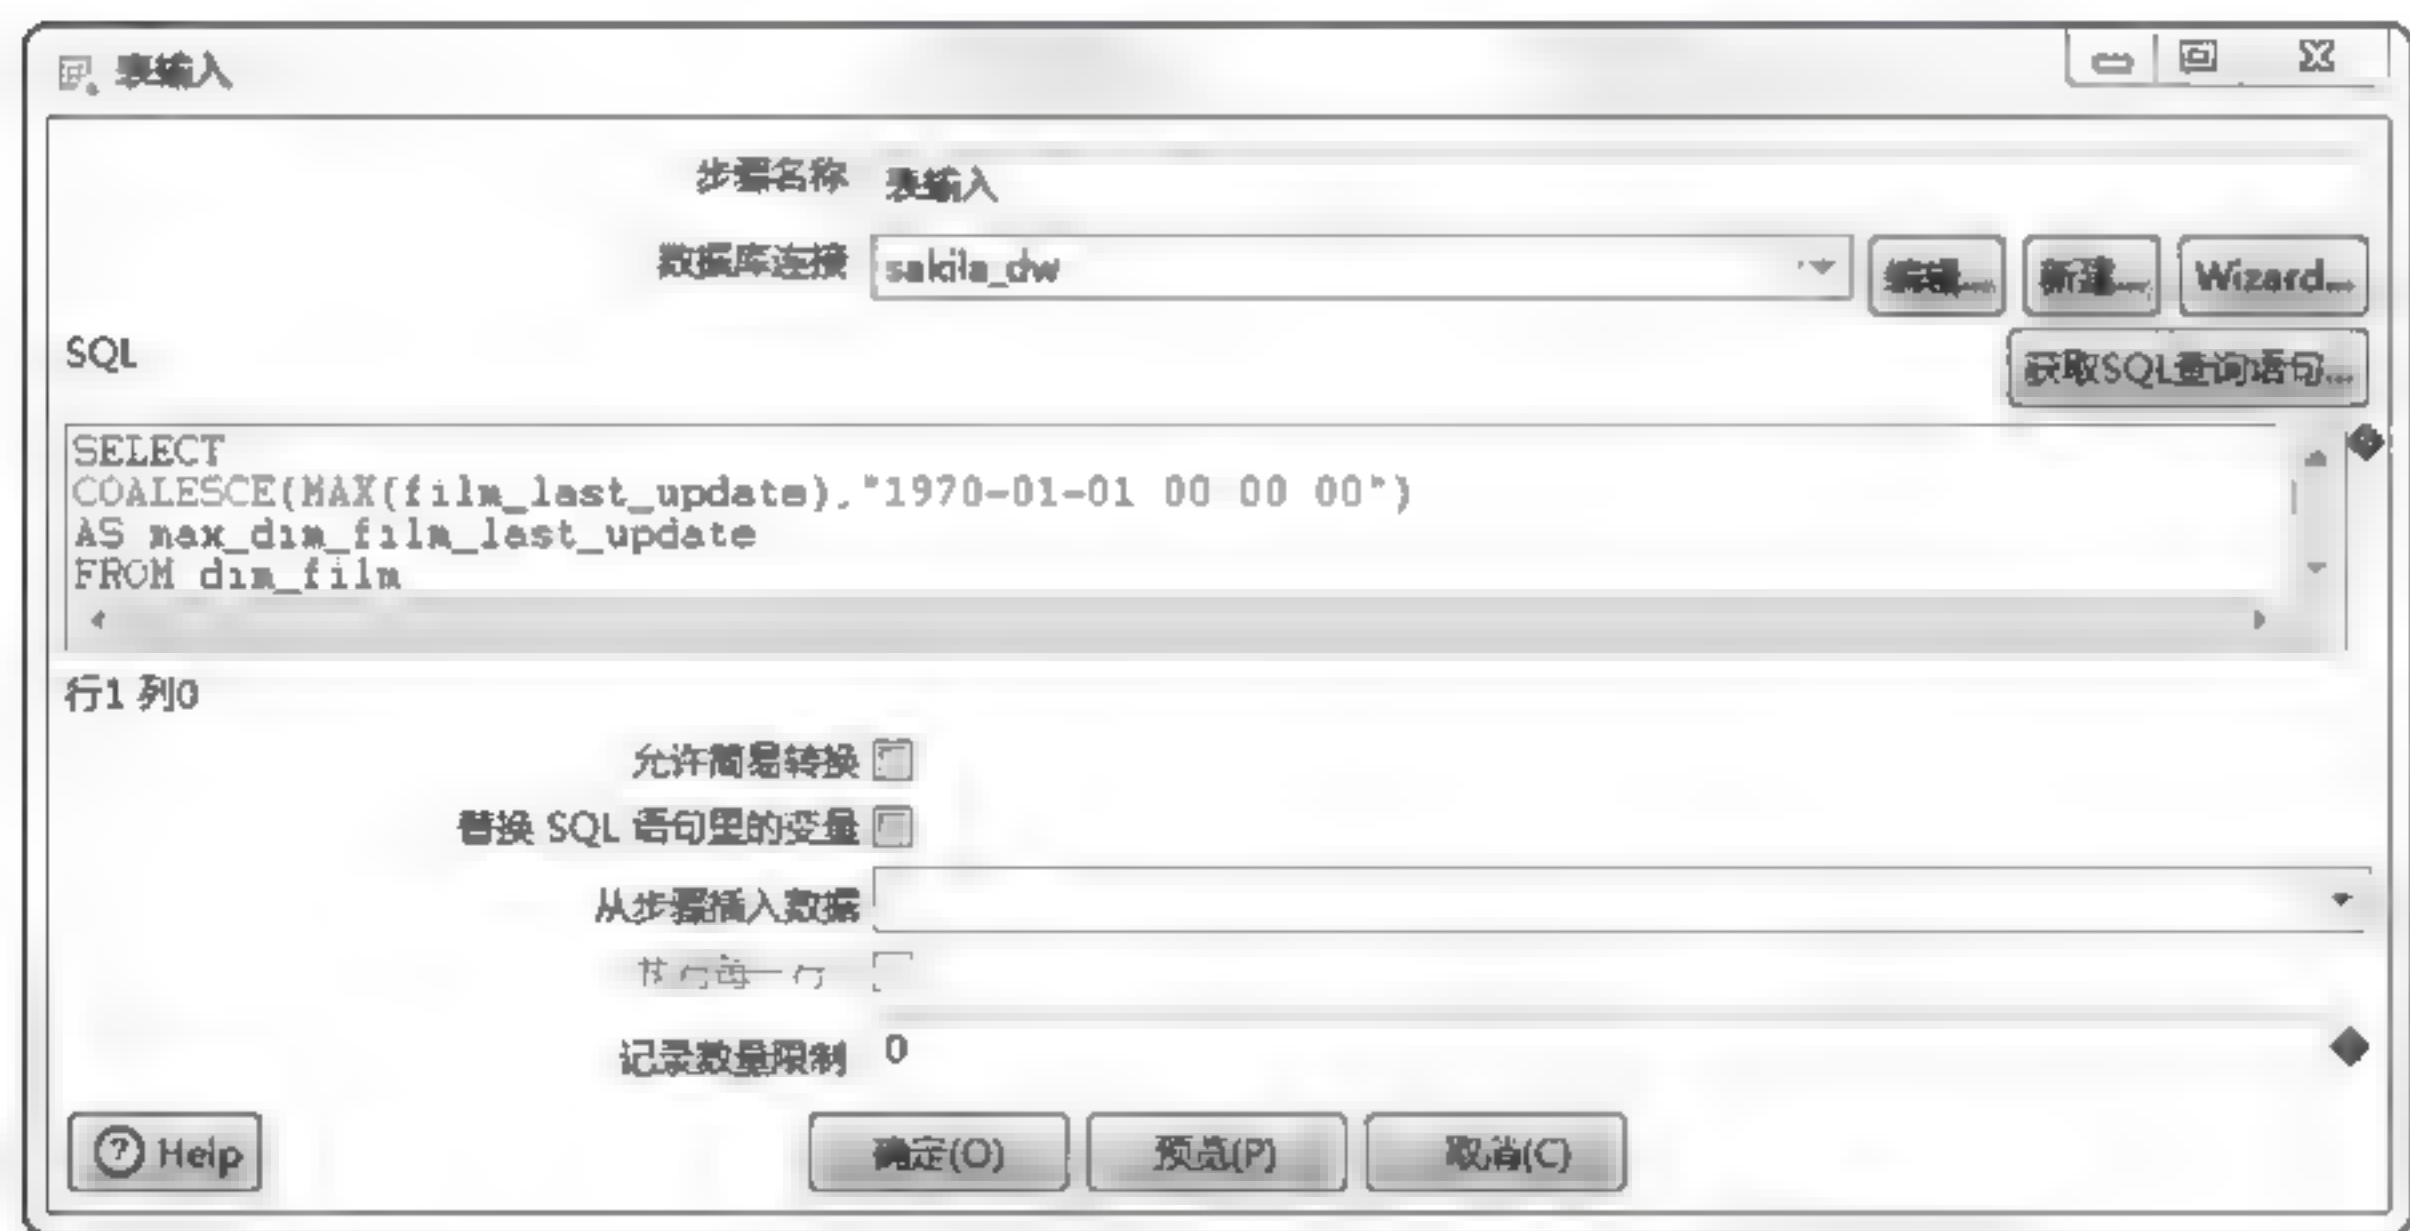 表输入
步骤名称 表输入
数据库连接 sakila_dw 编辑... 新建... Wizard...
SQL 获取SQL查询语句...
SELECT
COALESCE(MAX(film_last_update),"1970-01-01 00 00 00")
AS max_dim_film_last_update
FROM dim_film
行1 列0
允许简易转换
替换 SQL 语句里的变量
从步骤插入数据
执行每一行
记录数量限制 0
Help 确定(O) 预览(P) 取消(C)